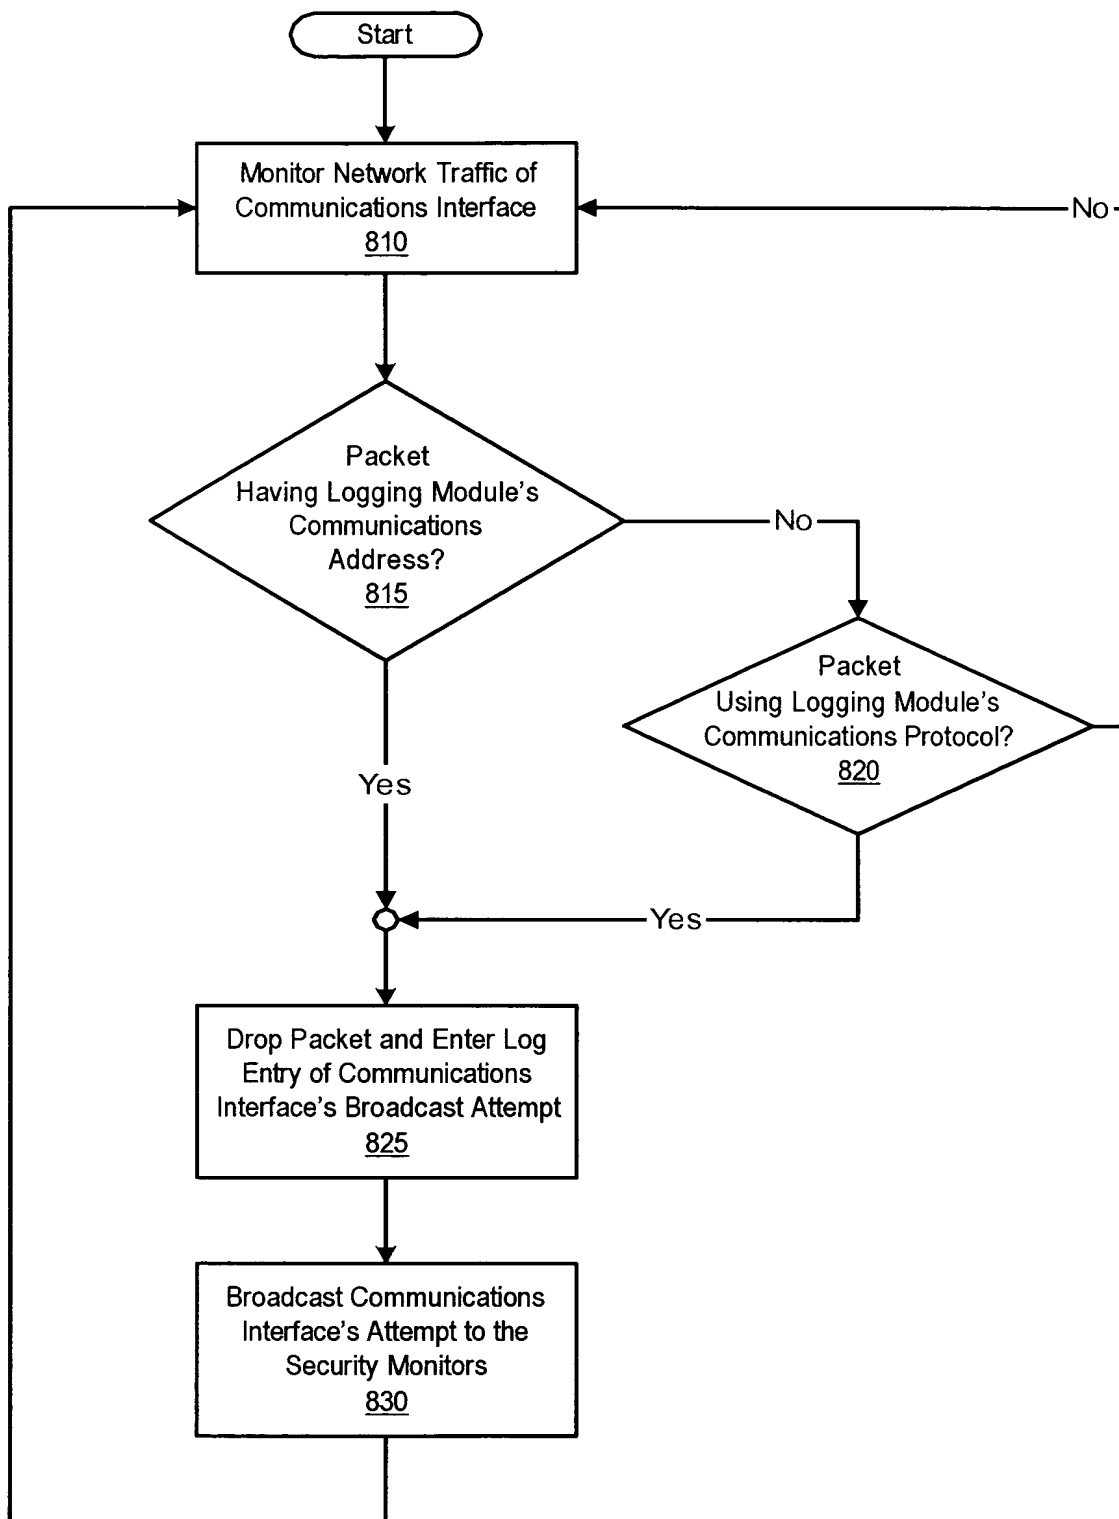 Start
Monitor Network Traffic of
Communications Interface
810
No
Packet
Having Logging Module's
Communications
Address?
815
No
Packet
Using Logging Module's
Communications Protocol?
820
Yes
Yes
Drop Packet and Enter Log
Entry of Communications
Interface's Broadcast Attempt
825
Broadcast Communications
Interface's Attempt to the
Security Monitors
830